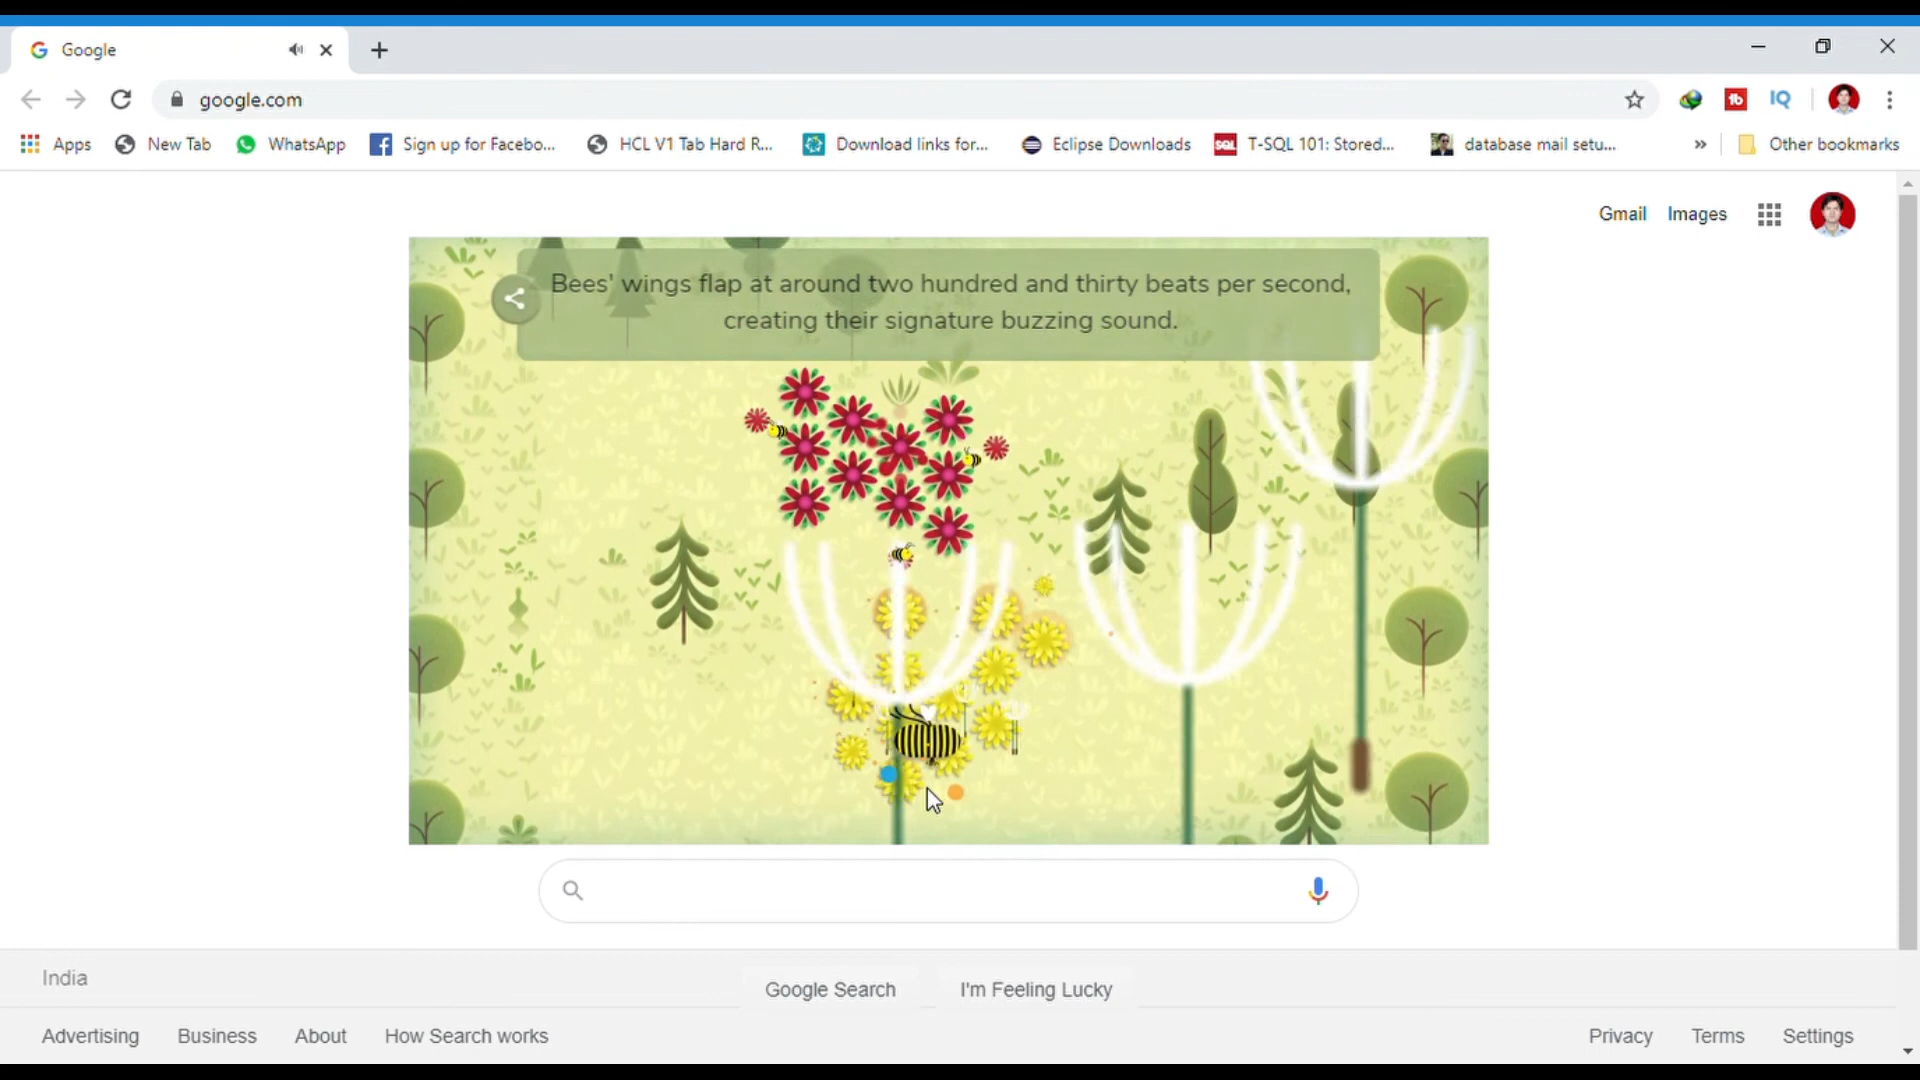 Google
google.com
Apps New Tab WhatsApp Sign up for Facebo... HCL V1 Tab Hard R... Download links for... Eclipse Downloads SQL T-SQL 101: Stored... database mail setu... » Other bookmarks
IQ
Gmail Images
Bees' wings flap at around two hundred and thirty beats per second,
creating their signature buzzing sound.
India
Google Search I'm Feeling Lucky
Advertising Business About How Search works Privacy Terms Settings